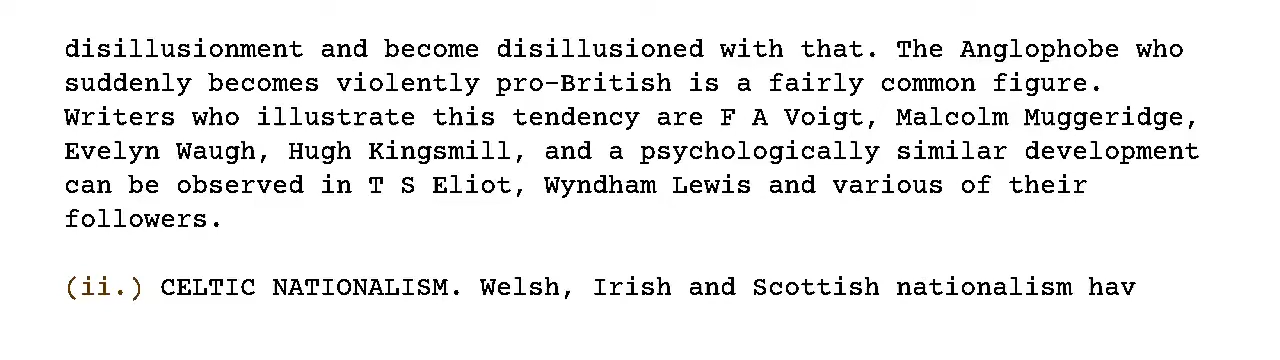 disillusionment and become disillusioned with that. The Anglophobe who
suddenly becomes violently pro-British is a fairly common figure.
Writers who illustrate this tendency are F A Voigt, Malcolm Muggeridge,
Evelyn Waugh, Hugh Kingsmill, and a psychologically similar development
can be observed in T S Eliot, Wyndham Lewis and various of their
followers.
(ii.) CELTIC NATIONALISM. Welsh, Irish and Scottish nationalism hav